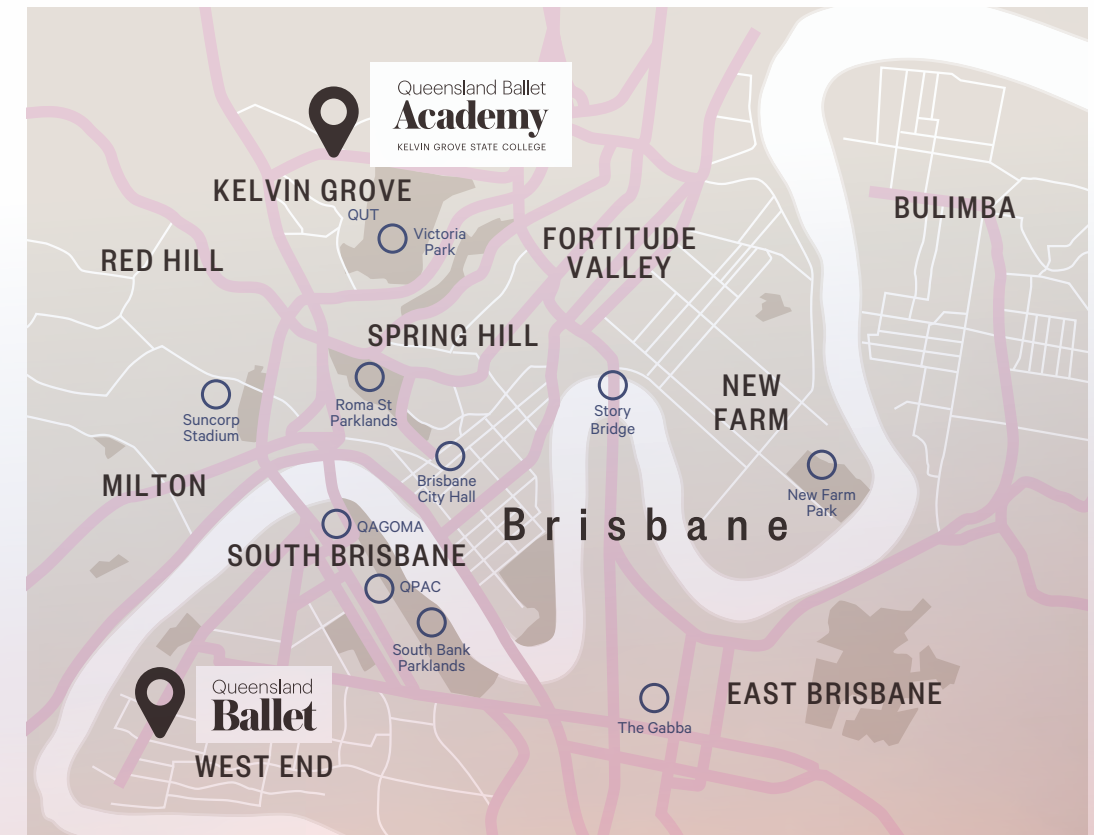 Queensland Ballet
Academy
KELVIN GROVE STATE COLLEGE
KELVIN GROVE
QUT
Victoria
Park
RED HILL
FORTITUDE
VALLEY
BULIMBA
SPRING HILL
Suncorp
Stadium
Roma St
Parklands
Story
Bridge
NEW
FARM
MILTON
Brisbane
City Hall
New Farm
Park
QAGOMA
Brisbane
SOUTH BRISBANE
QPAC
South Bank
Parklands
Queensland
Ballet
WEST END
The Gabba
EAST BRISBANE